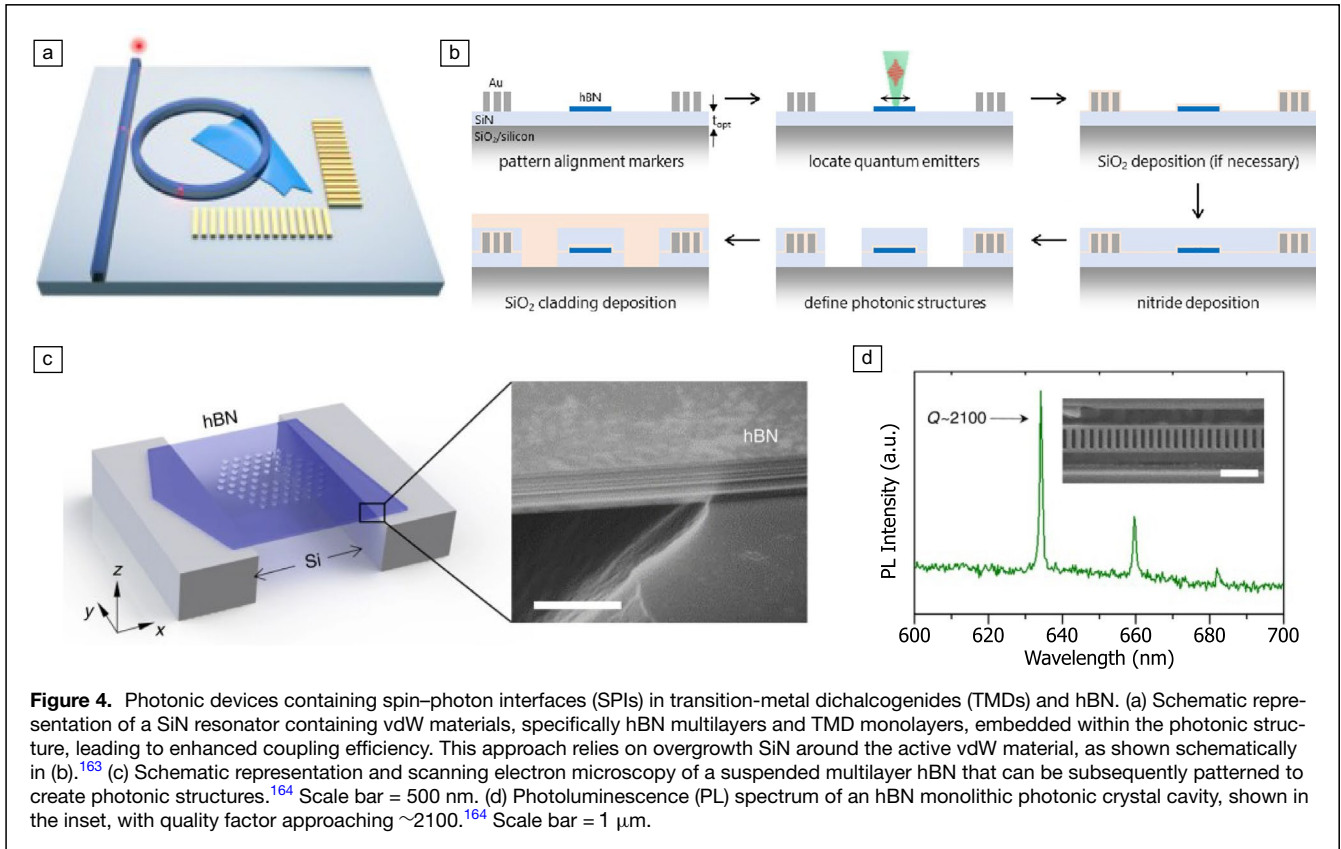 a
b
Au
hBN
SiN
SiO₂/silicon
t_opt
pattern alignment markers
locate quantum emitters
SiO₂ deposition (if necessary)
SiO₂ cladding deposition
define photonic structures
nitride deposition
c
hBN
Si
z
y
x
hBN
d
PL Intensity (a.u.)
Q~2100
600 620 640 660 680 700
Wavelength (nm)
Figure 4. Photonic devices containing spin–photon interfaces (SPIs) in transition-metal dichalcogenides (TMDs) and hBN. (a) Schematic repre-
sentation of a SiN resonator containing vdW materials, specifically hBN multilayers and TMD monolayers, embedded within the photonic struc-
ture, leading to enhanced coupling efficiency. This approach relies on overgrowth SiN around the active vdW material, as shown schematically
in (b).¹⁶³ (c) Schematic representation and scanning electron microscopy of a suspended multilayer hBN that can be subsequently patterned to
create photonic structures.¹⁶⁴ Scale bar = 500 nm. (d) Photoluminescence (PL) spectrum of an hBN monolithic photonic crystal cavity, shown in
the inset, with quality factor approaching ~2100.¹⁶⁴ Scale bar = 1 μm.